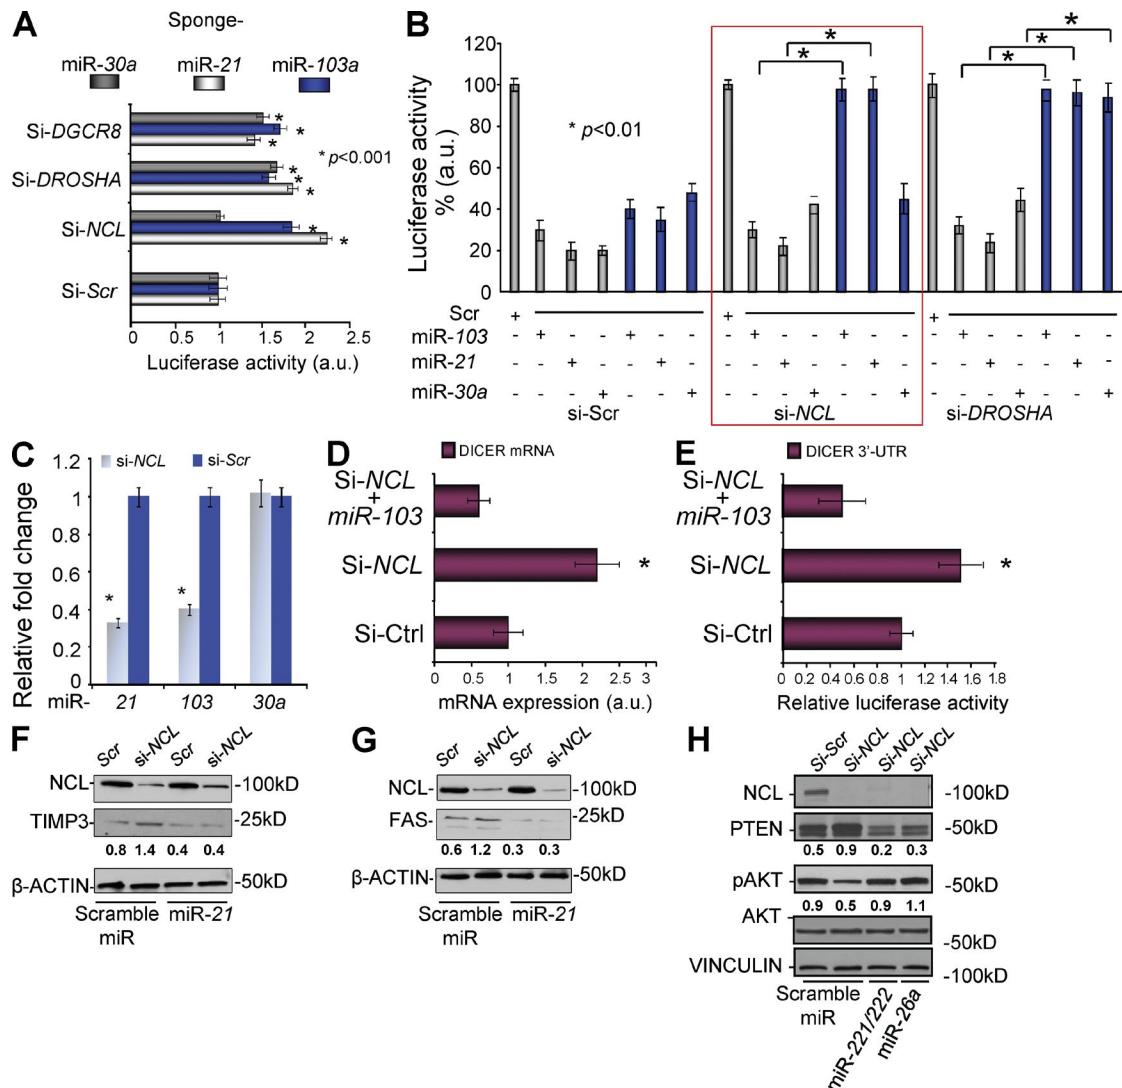 A
Sponge-
miR-30a miR-21 miR-103a
Si-DGCR8
* p<0.001
Si-DROSHA
Si-NCL
Si-Scr
0 0.5 1 1.5 2 2.5
Luciferase activity (a.u.)
B
Luciferase activity
% (a.u.)
120
100
80
60
40
20
0
* p<0.01
Scr + + +
miR-103 - + - - + - - - + - - + - - - + - - + - -
miR-21 - - + - - + - - - + - - + - - - + - - + -
miR-30a - - - + - - + - - - + - - + - - - + - - +
si-Scr si-NCL si-DROSHA
C
si-NCL si-Scr
Relative fold change
1.2
1
0.8
0.6
0.4
0.2
0
miR- 21 103 30a
D
DICER mRNA
Si-NCL
+
miR-103
Si-NCL *
Si-Ctrl
0 0.5 1 1.5 2 2.5 3
mRNA expression (a.u.)
E
DICER 3'-UTR
Si-NCL
+
miR-103
Si-NCL *
Si-Ctrl
0 0.2 0.4 0.6 0.8 1 1.2 1.4 1.6 1.8
Relative luciferase activity
F
Scr si-NCL Scr si-NCL
NCL- -100kD
TIMP3- -25kD
0.8 1.4 0.4 0.4
β-ACTIN- -50kD
Scramble miR-21
miR
G
Scr si-NCL Scr si-NCL
NCL- -100kD
FAS- -25kD
0.6 1.2 0.3 0.3
β-ACTIN- -50kD
Scramble miR-21
miR
H
Si-Scr Si-NCL Si-NCL Si-NCL
NCL -100kD
PTEN -50kD
0.5 0.9 0.2 0.3
pAKT -50kD
0.9 0.5 0.9 1.1
AKT
-50kD
VINCULIN -100kD
Scramble
miR
miR-221/222
miR-26a